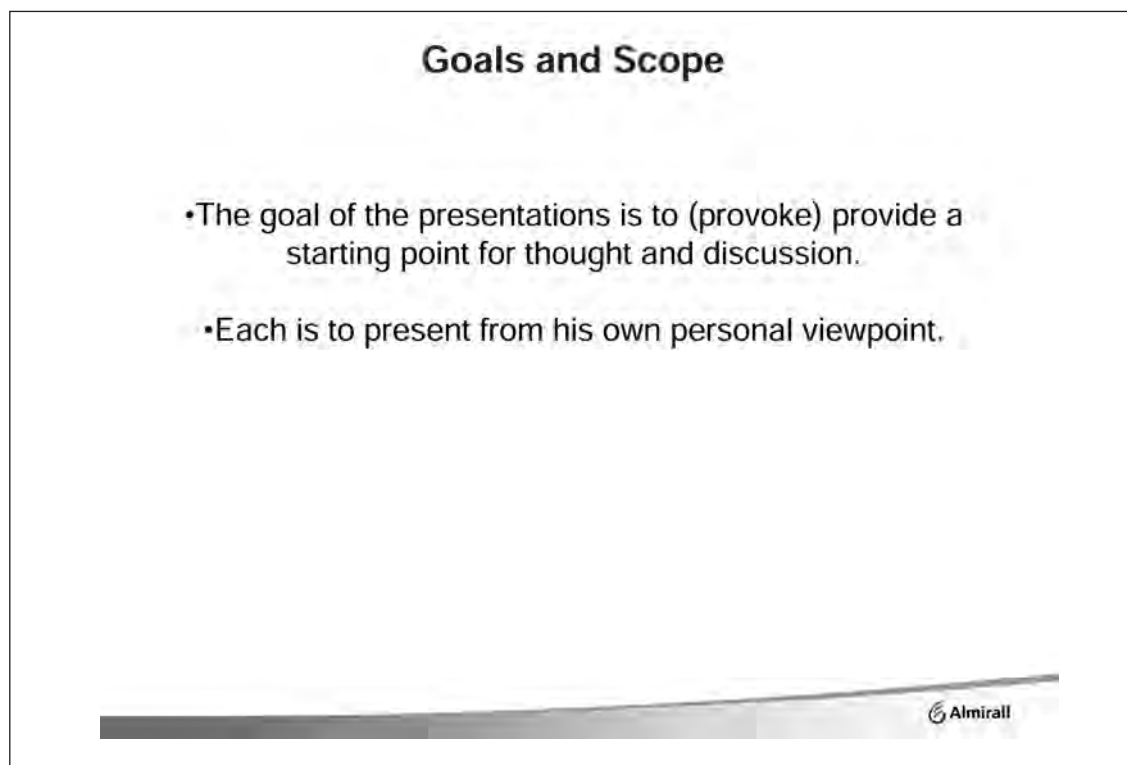 Goals and Scope
•The goal of the presentations is to (provoke) provide a
starting point for thought and discussion.
•Each is to present from his own personal viewpoint.
Almirall